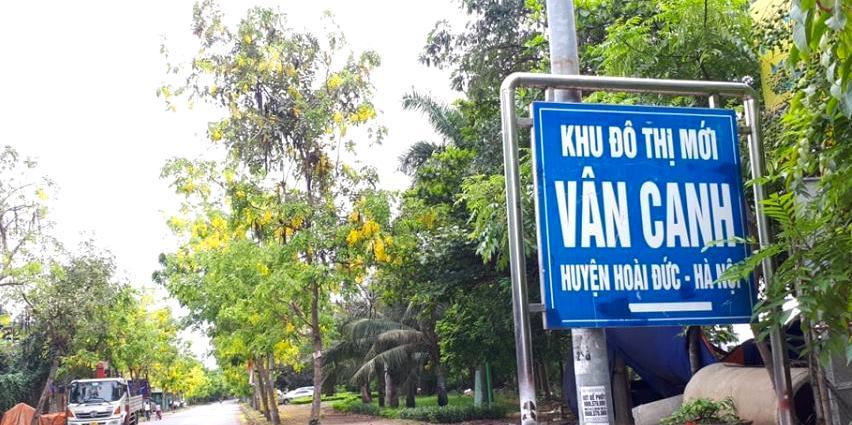 KHU ĐÔ THỊ MỚI
VÂN CANH
HUYỆN HOÀI ĐỨC - HÀ NỘI